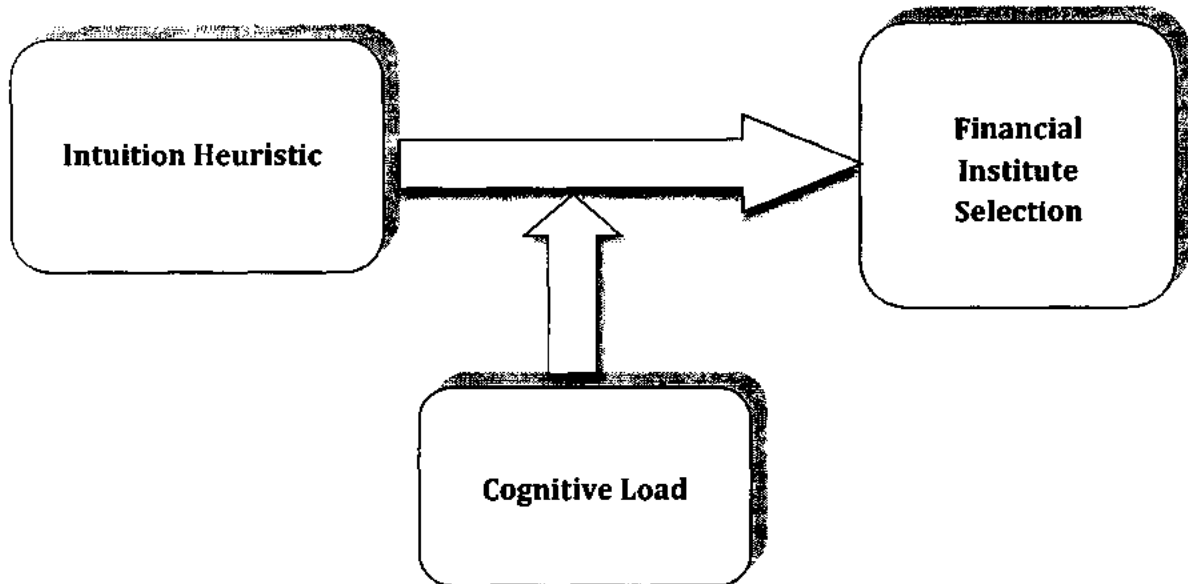 Intuition Heuristic
Financial
Institute
Selection
Cognitive Load